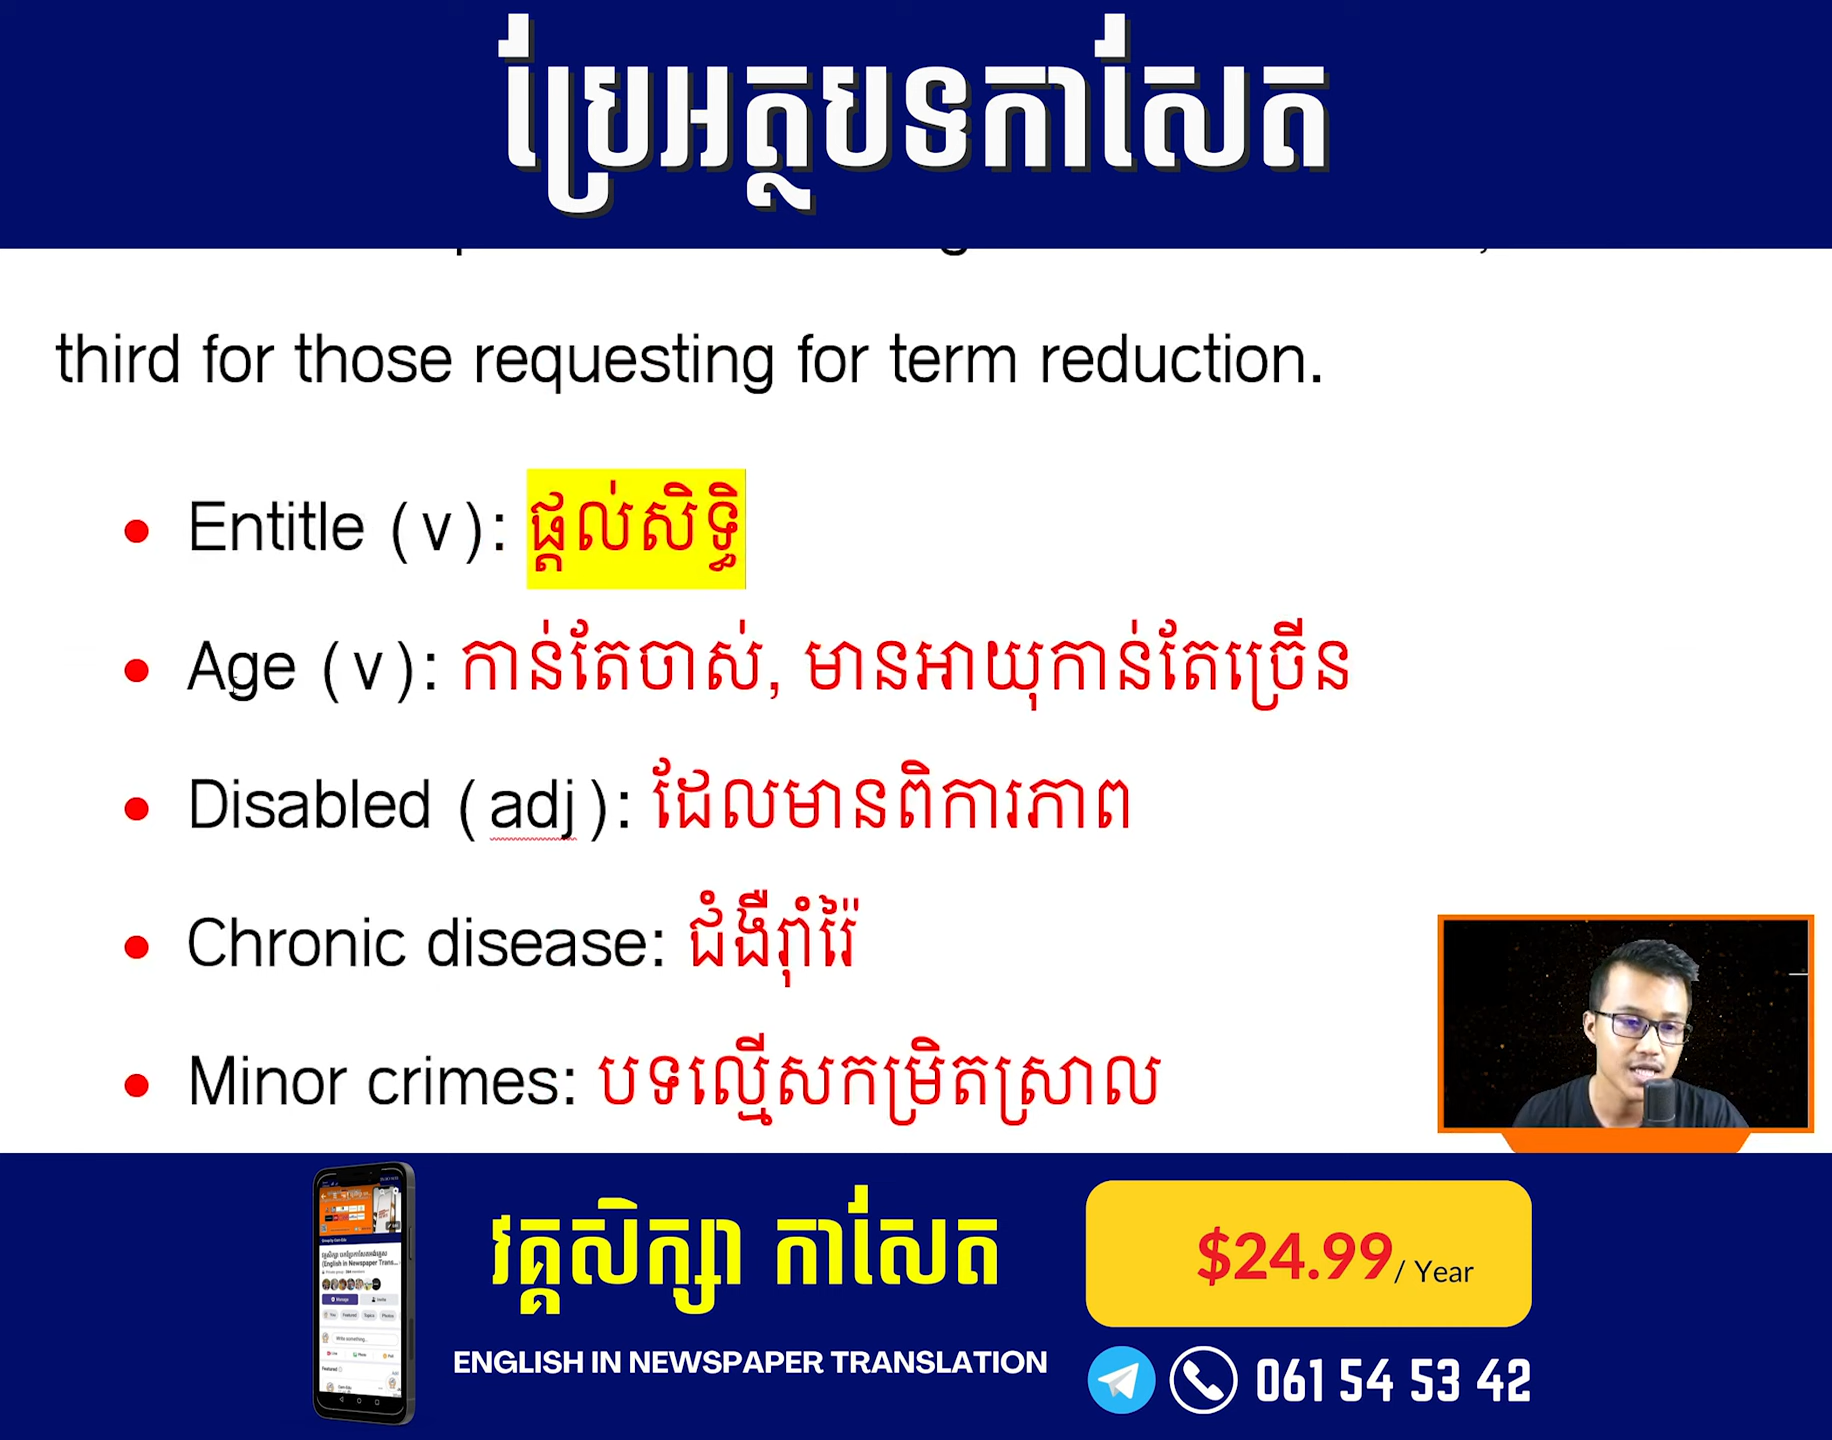 ប្រែអត្ថបទកាសែត
third for those requesting for term reduction.
• Entitle (v): ផ្តល់សិទ្ធិ
• Age (v): កាន់តែចាស់, មានអាយុកាន់តែច្រើន
• Disabled (adj): ដែលមានពិការភាព
• Chronic disease: ជំងឺរ៉ាំរ៉ៃ
• Minor crimes: បទល្មើសកម្រិតស្រាល
វគ្គសិក្សា កាសែត
ENGLISH IN NEWSPAPER TRANSLATION
$24.99/ Year
061 54 53 42